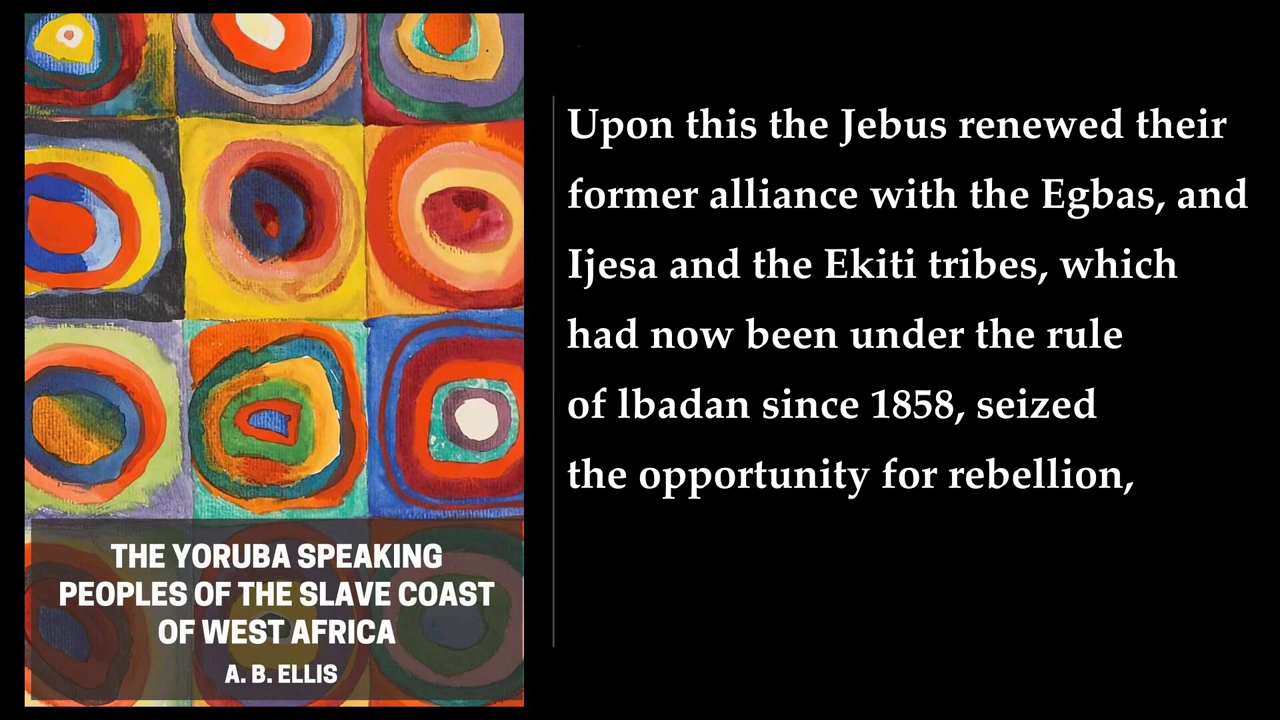 THE YORUBA SPEAKING
PEOPLES OF THE SLAVE COAST
OF WEST AFRICA
A. B. ELLIS
Upon this the Jebus renewed their
former alliance with the Egbas, and
Ijesa and the Ekiti tribes, which
had now been under the rule
of lbadan since 1858, seized
the opportunity for rebellion,